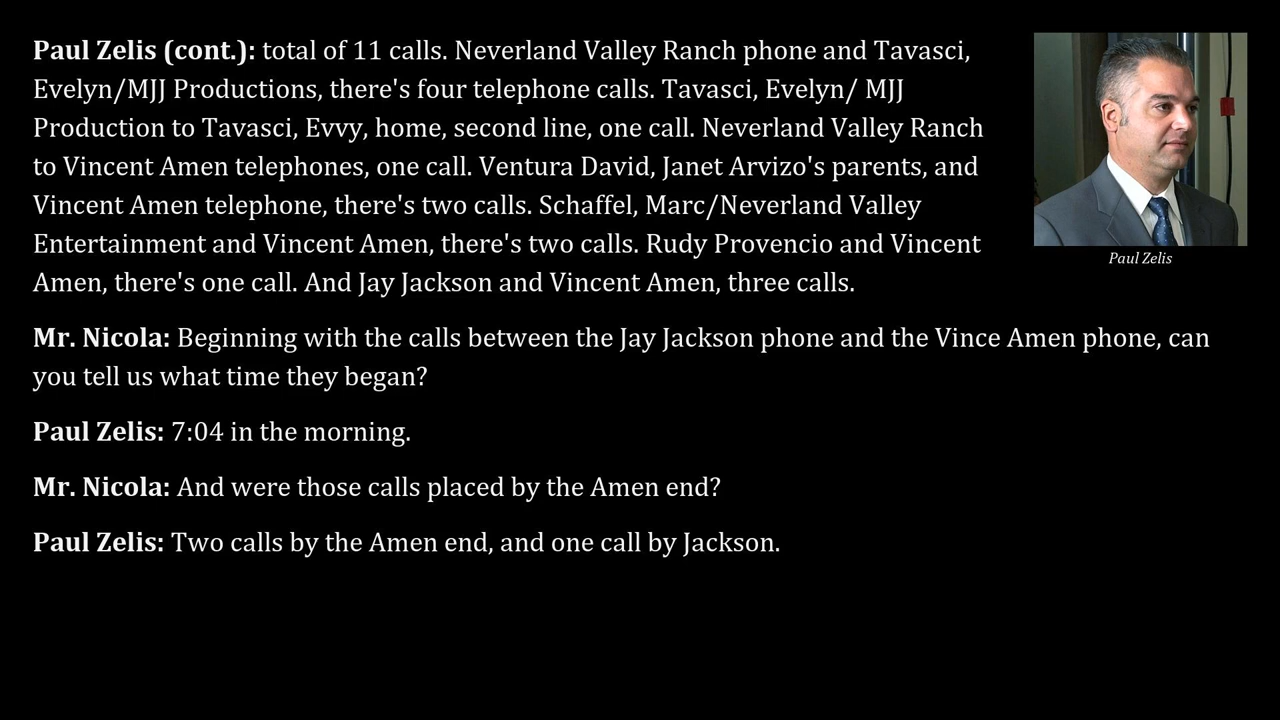 Paul Zelis (cont.): total of 11 calls. Neverland Valley Ranch phone and Tavasci,
Evelyn/MJJ Productions, there's four telephone calls. Tavasci, Evelyn/ MJJ
Production to Tavasci, Evvy, home, second line, one call. Neverland Valley Ranch
to Vincent Amen telephones, one call. Ventura David, Janet Arvizo's parents, and
Vincent Amen telephone, there's two calls. Schaffel, Marc/Neverland Valley
Entertainment and Vincent Amen, there's two calls. Rudy Provencio and Vincent
Amen, there's one call. And Jay Jackson and Vincent Amen, three calls.
Paul Zelis
Mr. Nicola: Beginning with the calls between the Jay Jackson phone and the Vince Amen phone, can
you tell us what time they began?
Paul Zelis: 7:04 in the morning.
Mr. Nicola: And were those calls placed by the Amen end?
Paul Zelis: Two calls by the Amen end, and one call by Jackson.